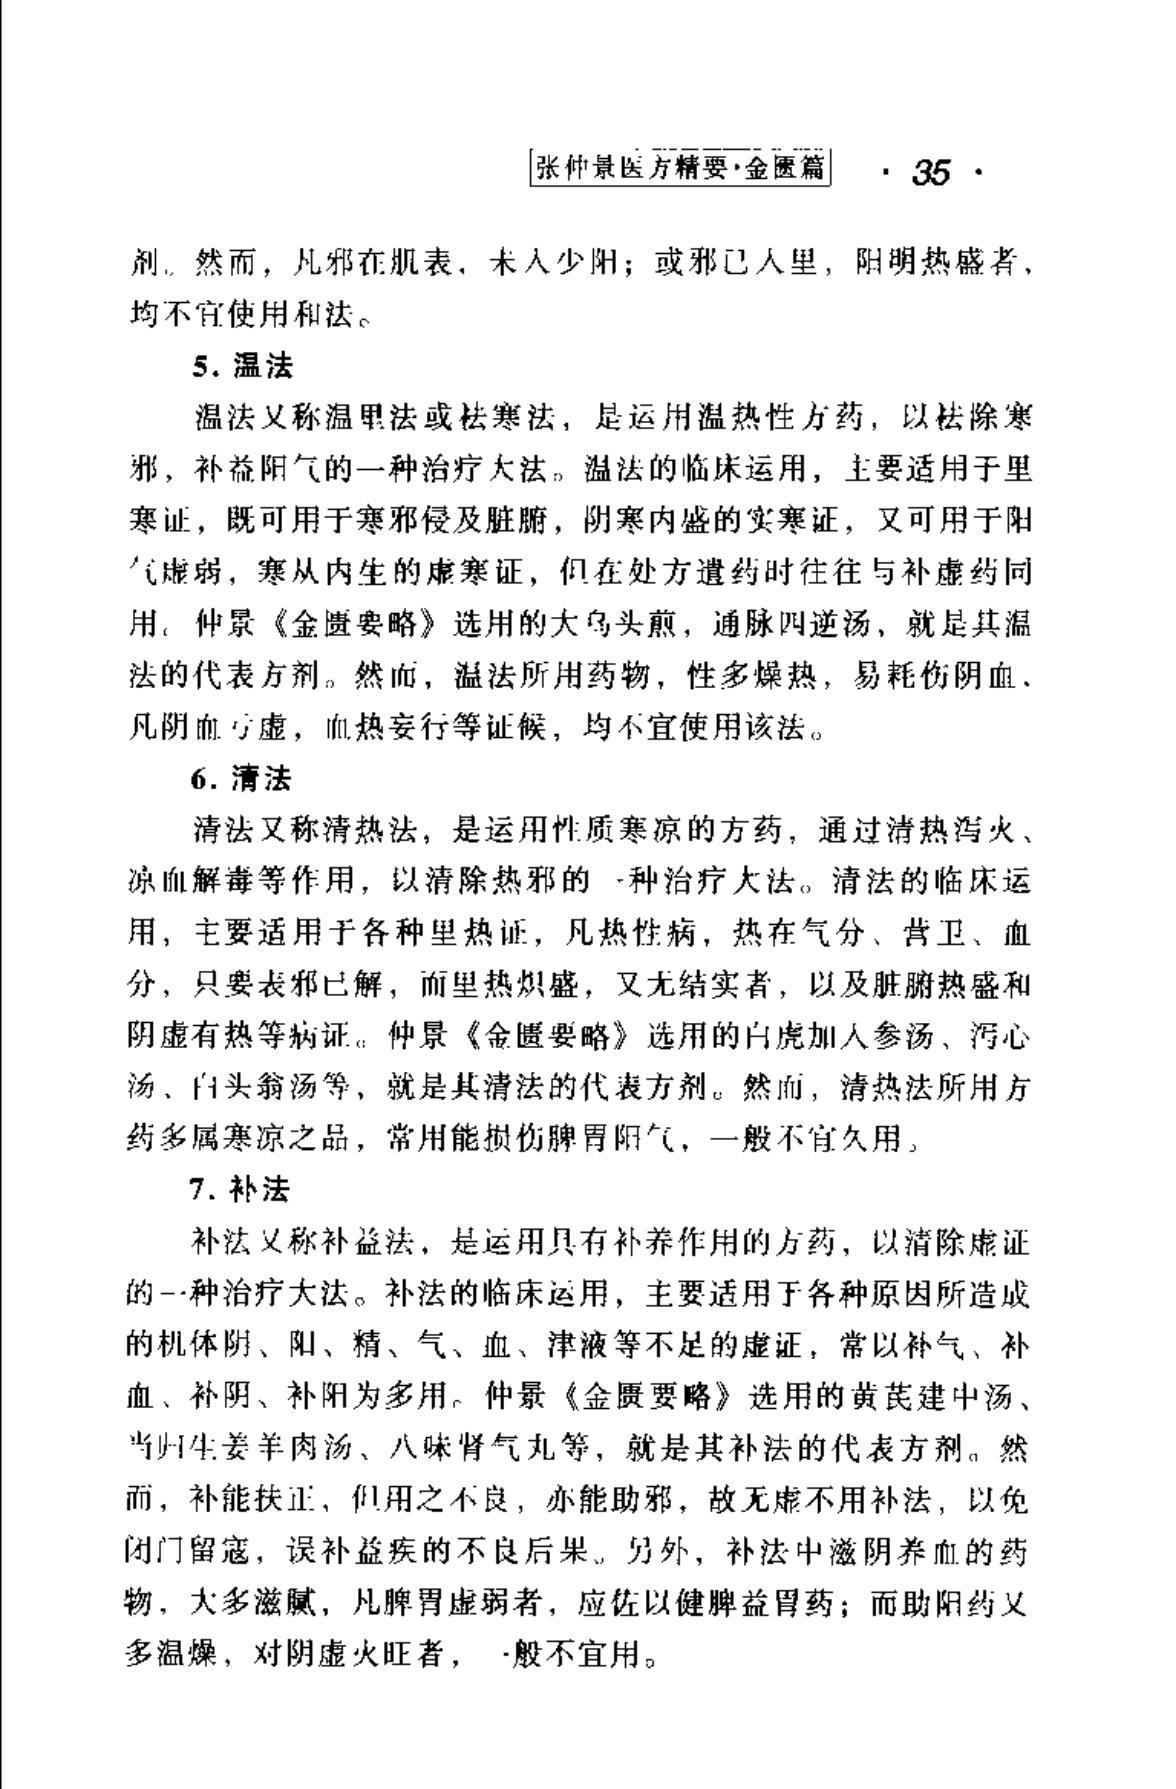 张仲景医方精要·金匮篇 · 35 ·
剂。然而，凡邪在肌表，未入少阳；或邪已入里，阳明热盛者，
均不宜使用和法。
5. 温法
温法又称温里法或祛寒法，是运用温热性方药，以祛除寒
邪，补益阳气的一种治疗大法。温法的临床运用，主要适用于里
寒证，既可用于寒邪侵及脏腑，阴寒内盛的实寒证，又可用于阳
气虚弱，寒从内生的虚寒证，但在处方遣药时往往与补虚药同
用。仲景《金匮要略》选用的大乌头煎，通脉四逆汤，就是其温
法的代表方剂。然而，温法所用药物，性多燥热，易耗伤阴血，
凡阴血亏虚，血热妄行等证候，均不宜使用该法。
6. 清法
清法又称清热法，是运用性质寒凉的方药，通过清热泻火、
凉血解毒等作用，以清除热邪的一种治疗大法。清法的临床运
用，主要适用于各种里热证，凡热性病，热在气分、营卫、血
分，只要表邪已解，而里热炽盛，又无结实者，以及脏腑热盛和
阴虚有热等病证。仲景《金匮要略》选用的白虎加人参汤、泻心
汤、白头翁汤等，就是其清法的代表方剂。然而，清热法所用方
药多属寒凉之品，常用能损伤脾胃阳气，一般不宜久用。
7. 补法
补法又称补益法，是运用具有补养作用的方药，以清除虚证
的一种治疗大法。补法的临床运用，主要适用于各种原因所造成
的机体阴、阳、精、气、血、津液等不足的虚证，常以补气、补
血、补阴、补阳为多用。仲景《金匮要略》选用的黄芪建中汤、
当归生姜羊肉汤、八味肾气丸等，就是其补法的代表方剂。然
而，补能扶正，但用之不良，亦能助邪，故无虚不用补法，以免
闭门留寇，误补益疾的不良后果。另外，补法中滋阴养血的药
物，大多滋腻，凡脾胃虚弱者，应佐以健脾益胃药；而助阳药又
多温燥，对阴虚火旺者，一般不宜用。